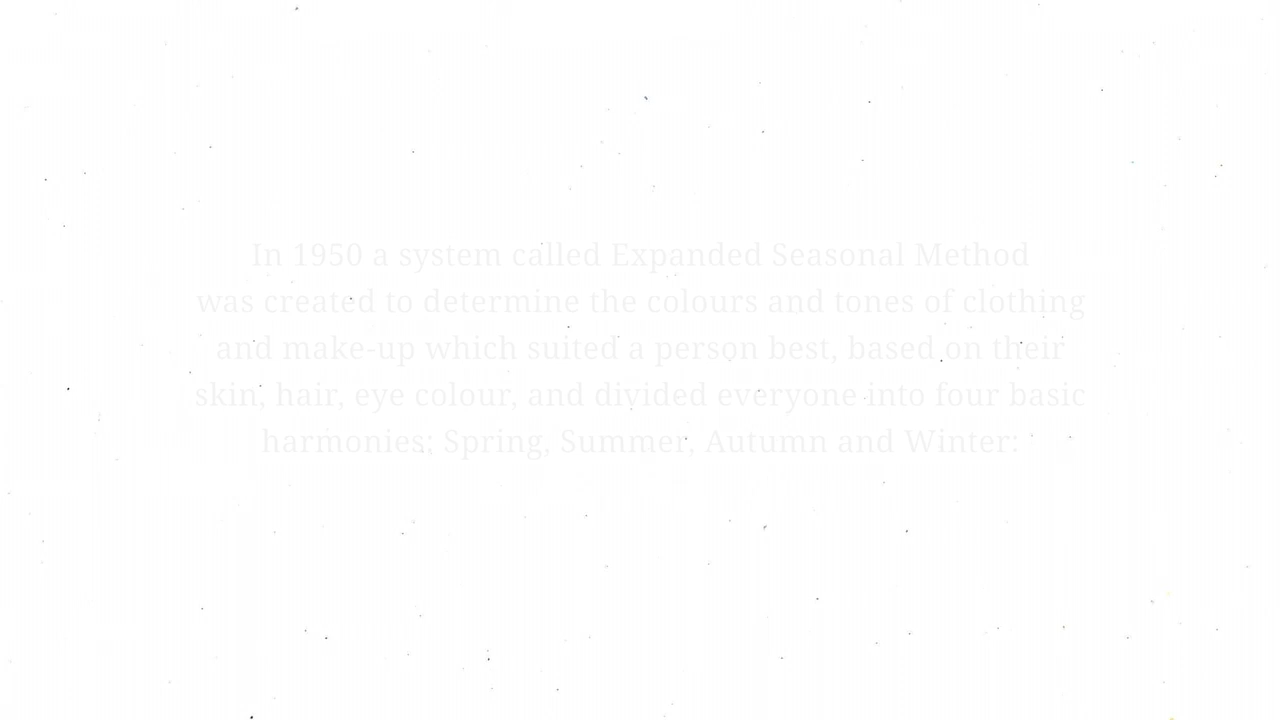 In 1950 a system called Expanded Seasonal Method
was created to determine the colours and tones of clothing
and make-up which suited a person best, based on their
skin, hair, eye colour, and divided everyone into four basic
harmonies; Spring, Summer, Autumn and Winter: